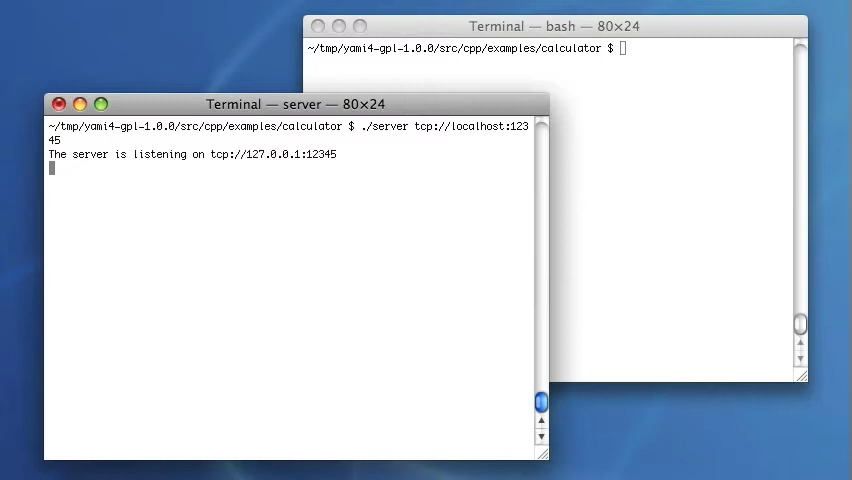 Terminal — bash — 80×24
~/tmp/yami4-gpl-1.0.0/src/cpp/examples/calculator $
Terminal — server — 80×24
~/tmp/yami4-gpl-1.0.0/src/cpp/examples/calculator $ ./server tcp://localhost:123
45
The server is listening on tcp://127.0.0.1:12345